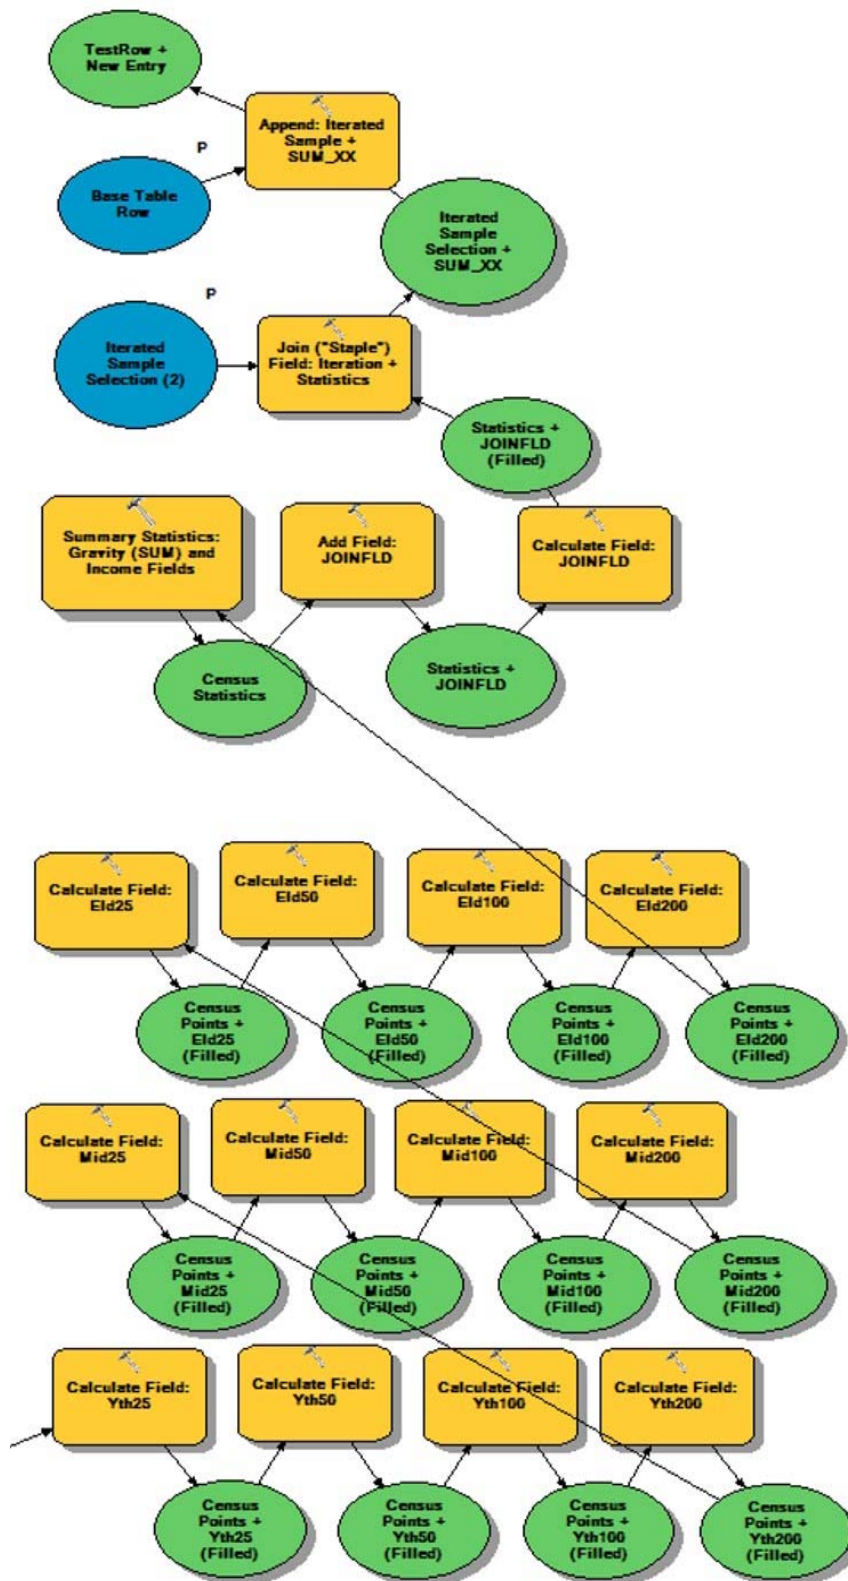 TestRow +
New Entry
Append: Iterated
Sample +
SUM_XX
P
Base Table
Row
Iterated
Sample
Selection +
SUM_XX
P
Iterated
Sample
Selection (2)
Join ("Staple")
Field: Iteration +
Statistics
Statistics +
JOINFLD
(Filled)
Summary Statistics:
Gravity (SUM) and
Income Fields
Add Field:
JOINFLD
Calculate Field:
JOINFLD
Census
Statistics
Statistics +
JOINFLD
Calculate Field:
Eld25
Calculate Field:
Eld50
Calculate Field:
Eld100
Calculate Field:
Eld200
Census
Points +
Eld25
(Filled)
Census
Points +
Eld50
(Filled)
Census
Points +
Eld100
(Filled)
Census
Points +
Eld200
(Filled)
Calculate Field:
Mid25
Calculate Field:
Mid50
Calculate Field:
Mid100
Calculate Field:
Mid200
Census
Points +
Mid25
(Filled)
Census
Points +
Mid50
(Filled)
Census
Points +
Mid100
(Filled)
Census
Points +
Mid200
(Filled)
Calculate Field:
Yth25
Calculate Field:
Yth50
Calculate Field:
Yth100
Calculate Field:
Yth200
Census
Points +
Yth25
(Filled)
Census
Points +
Yth50
(Filled)
Census
Points +
Yth100
(Filled)
Census
Points +
Yth200
(Filled)